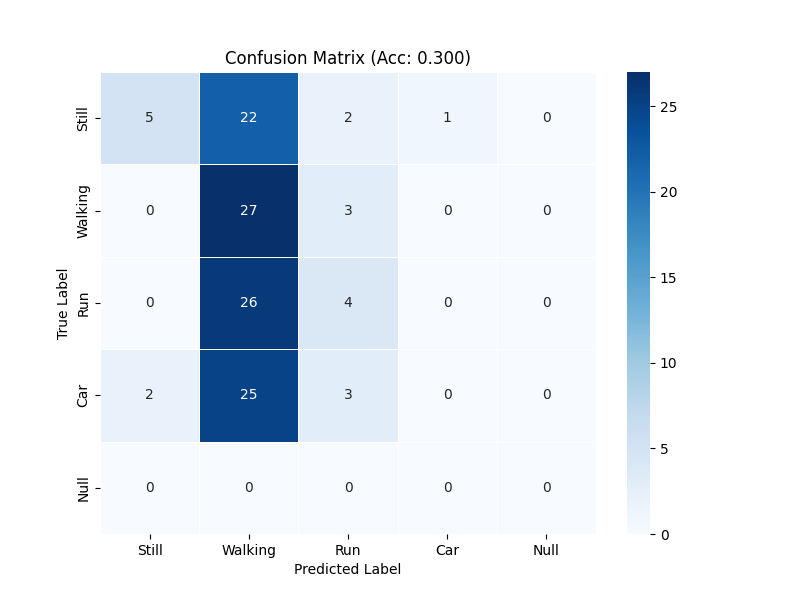 Confusion Matrix (Acc: 0.300)
Still 5 22 2 1 0
Walking 0 27 3 0 0
Run 0 26 4 0 0
Car 2 25 3 0 0
Null 0 0 0 0 0
True Label
Still Walking Run Car Null
Predicted Label
25
20
15
10
5
0